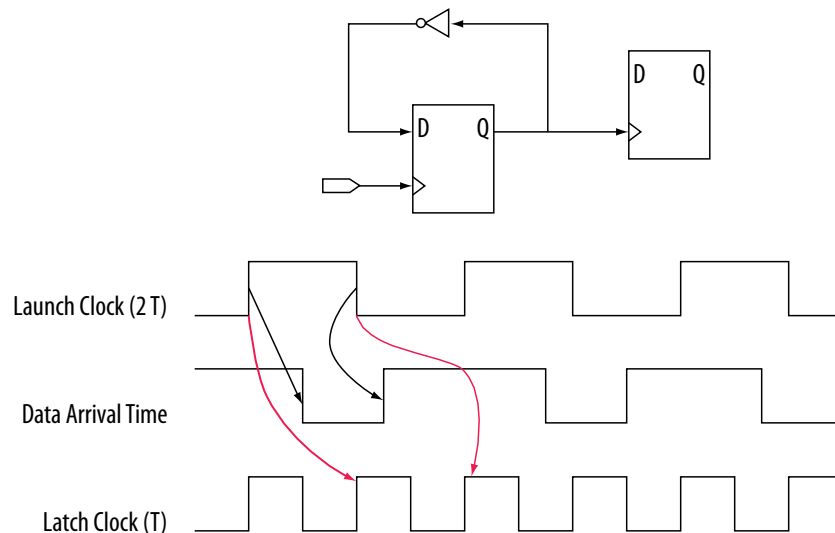 D Q
D Q
Launch Clock (2 T)
Data Arrival Time
Latch Clock (T)